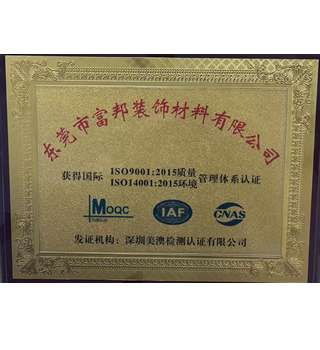 东莞市富邦装饰材料有限公司
获得国际 ISO9001:2015质量 管理体系认证
ISO14001:2015环境
MOQC IAF CNAS
发证机构：深圳美澳检测认证有限公司